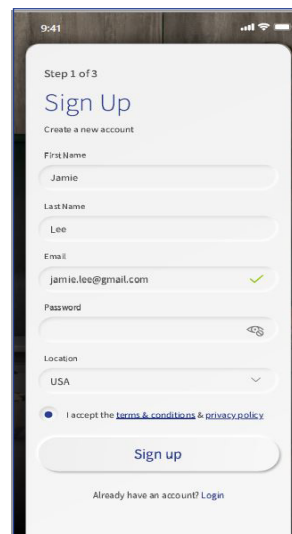 9:41
Step 1 of 3
Sign Up
Create a new account
First Name
Jamie
Last Name
Lee
Email
jamie.lee@gmail.com
Password
Location
USA
I accept the terms & conditions & privacy policy
Sign up
Already have an account? Login